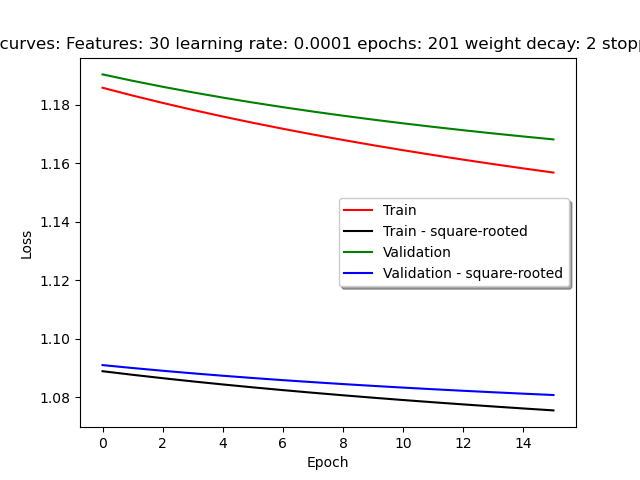 curves: Features: 30 learning rate: 0.0001 epochs: 201 weight decay: 2
1.18
1.16
1.14
1.12
1.10
1.08
Loss
Train
Train - square-rooted
Validation
Validation - square-rooted
0 2 4 6 8 10 12 14
Epoch